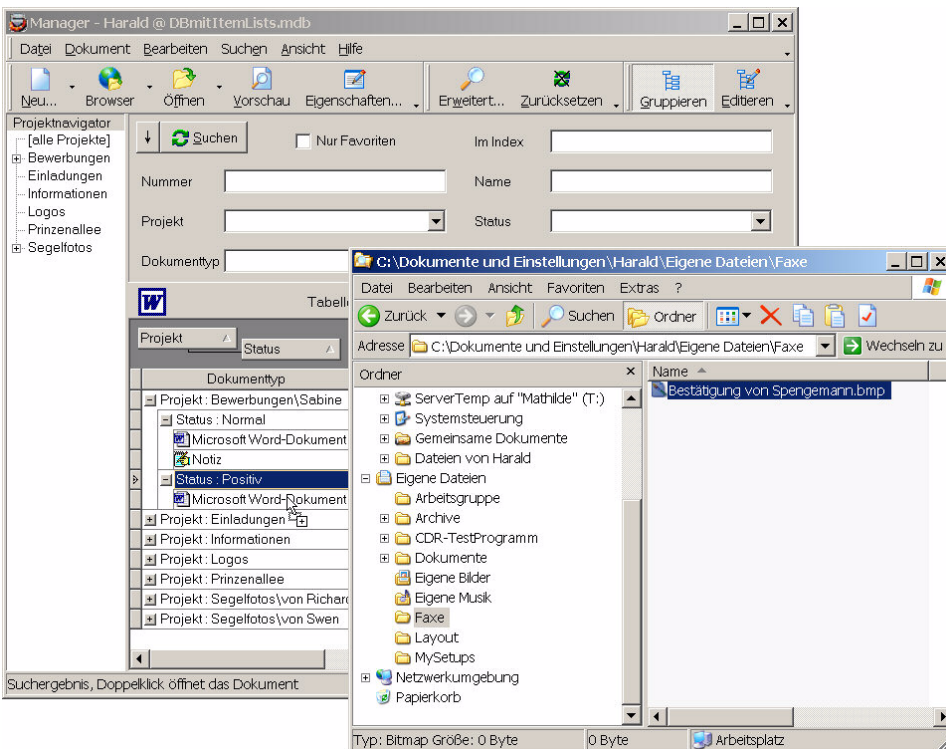 Manager - Harald @ DBmitItemLists.mdb
Datei Dokument Bearbeiten Suchen Ansicht Hilfe
Neu... Browser Öffnen Vorschau Eigenschaften... Erweitert... Zurücksetzen Gruppieren Editieren
Projektnavigator
[alle Projekte]
Bewerbungen
Einladungen
Informationen
Logos
Prinzenallee
Segelfotos
Suchen Nur Favoriten Im Index
Nummer Name
Projekt Status
Dokumenttyp
W
Projekt
Status
Dokumenttyp
Projekt : Bewerbungen\Sabine
Status : Normal
Microsoft Word-Dokument
Notiz
Status : Positiv
Microsoft Word-Dokument
Projekt : Einladungen
Projekt : Informationen
Projekt : Logos
Projekt : Prinzenallee
Projekt : Segelfotos\von Richard
Projekt : Segelfotos\von Swen
Suchergebnis, Doppelklick öffnet das Dokument
C:\Dokumente und Einstellungen\Harald\Eigene Dateien\Faxe
Datei Bearbeiten Ansicht Favoriten Extras ?
Zurück Suchen Ordner
Adresse C:\Dokumente und Einstellungen\Harald\Eigene Dateien\Faxe Wechseln zu
Ordner
ServerTemp auf "Mathilde" (T:)
Systemsteuerung
Gemeinsame Dokumente
Dateien von Harald
Eigene Dateien
Arbeitsgruppe
Archive
CDR-TestProgramm
Dokumente
Eigene Bilder
Eigene Musik
Faxe
Layout
MySetups
Netzwerkumgebung
Papierkorb
Name
Bestätigung von Spengemann.bmp
Typ: Bitmap Größe: 0 Byte 0 Byte Arbeitsplatz